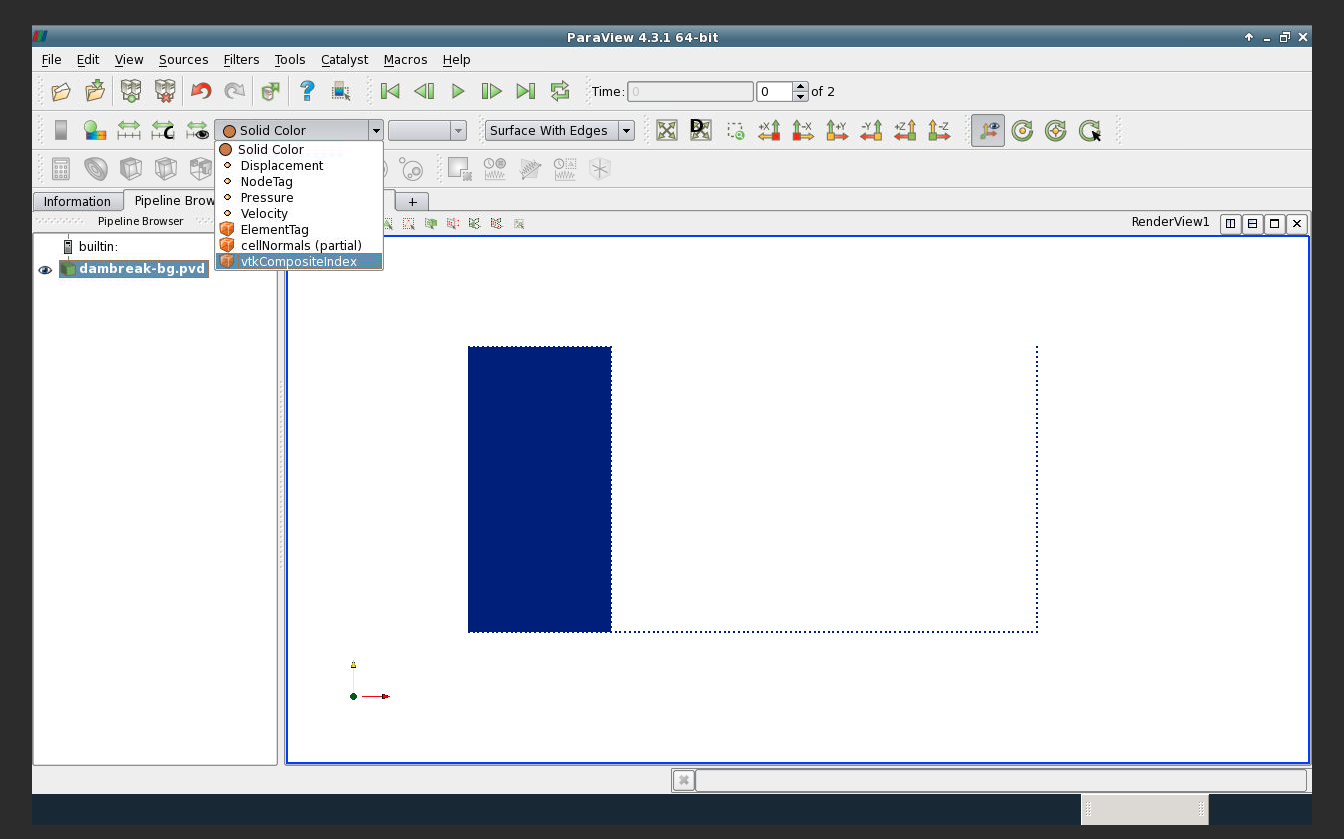 ParaView 4.3.1 64-bit
File Edit View Sources Filters Tools Catalyst Macros Help
Time: 0 0 of 2
Solid Color Surface With Edges +X -X +Y -Y +Z -Z
Solid Color
Displacement
NodeTag
Pressure
Velocity
ElementTag
cellNormals (partial)
vtkCompositeIndex
Information Pipeline Brow +
Pipeline Browser RenderView1
builtin:
dambreak-bg.pvd